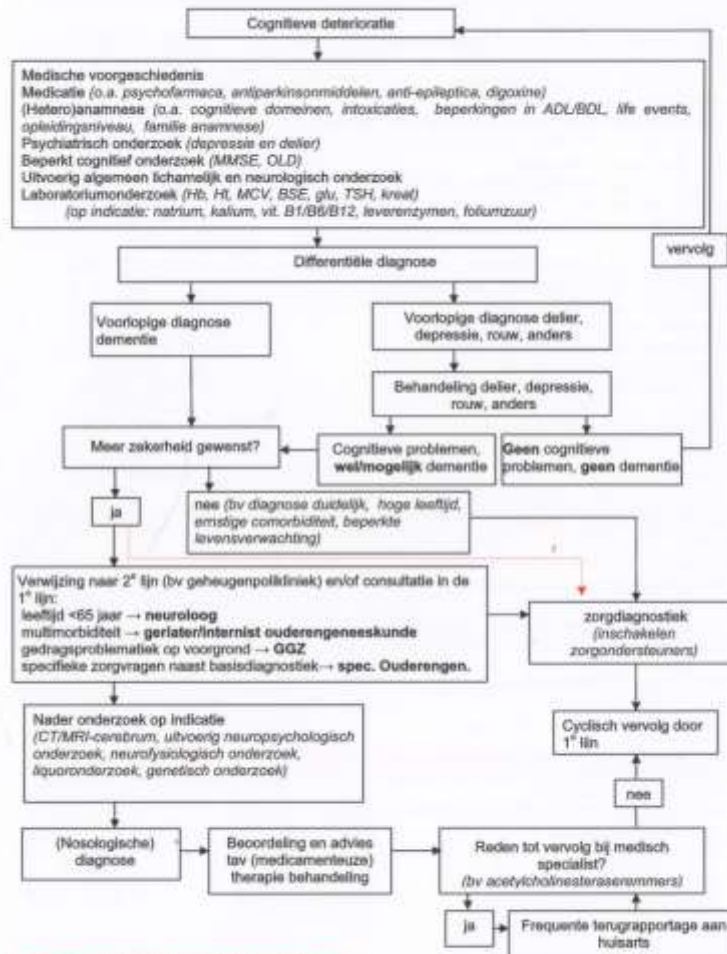 Cognitieve deterioratie
Medische voorgeschiedenis
Medicatie (o.a. psychofarmaca, antiparkinsonmiddelen, anti-epileptica, digoxine)
(Hetero)anamnese (o.a. cognitieve domeinen, intoxicaties, beperkingen in ADL/BDL, life events,
opleidingsniveau, familie anamnese)
Psychiatrisch onderzoek (depressie en delier)
Beperkt cognitief onderzoek (MMSE, OLD)
Uitvoerig algemeen lichamelijk en neurologisch onderzoek
Laboratoriumonderzoek (Hb, Ht, MCV, BSE, glu, TSH, kreat)
(op indicatie: natrium, kalium, vit. B1/B6/B12, leverenzymen, foliumzuur)
vervolg
Differentiële diagnose
Voorlopige diagnose
dementie
Voorlopige diagnose delier,
depressie, rouw, anders
Behandeling delier, depressie,
rouw, anders
Meer zekerheid gewenst?
Cognitieve problemen,
wel/mogelijk dementie
Geen cognitieve
problemen, geen dementie
ja
nee (bv diagnose duidelijk, hoge leeftijd,
ernstige comorbiditeit, beperkte
levensverwachting)
Verwijzing naar 2e lijn (bv geheugenpolikliniek) en/of consultatie in de
1e lijn:
leeftijd <65 jaar → neuroloog
multimorbiditeit → geriater/internist ouderengeneeskunde
gedragsproblematiek op voorgrond → GGZ
specifieke zorgvragen naast basisdiagnostiek → spec. Ouderengen.
zorgdiagnostiek
(inschakelen
zorgondersteuners)
Nader onderzoek op indicatie
(CT/MRI-cerebrum, uitvoerig neuropsychologisch
onderzoek, neurofysiologisch onderzoek,
liquoronderzoek, genetisch onderzoek)
Cyclisch vervolg door
1e lijn
nee
(Nosologische)
diagnose
Beoordeling en advies
tav (medicamenteuze)
therapie behandeling
Reden tot vervolg bij medisch
specialist?
(bv acetylcholinesteraseremmers)
ja
Frequente terugrapportage aan
huisarts